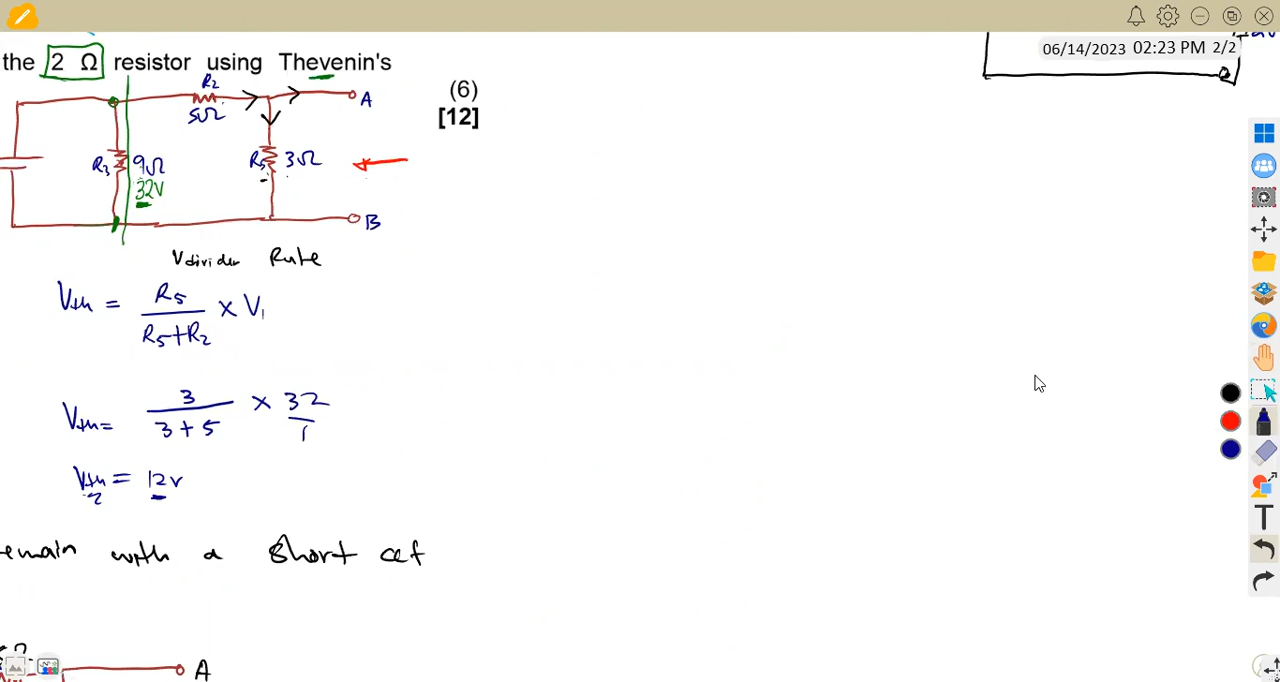 06/14/2023 02:23 PM 2/2
the 2 Ω resistor using Thevenin's
(6)
[12]
R2
5Ω
A
R3 9Ω
32V
R5 3Ω
B
Vdivider Rule
Vth = R5 / R5+R2 × V1
Vth = 3 / 3+5 × 32 / 1
Vth = 12V
remain with a short cct
A
T